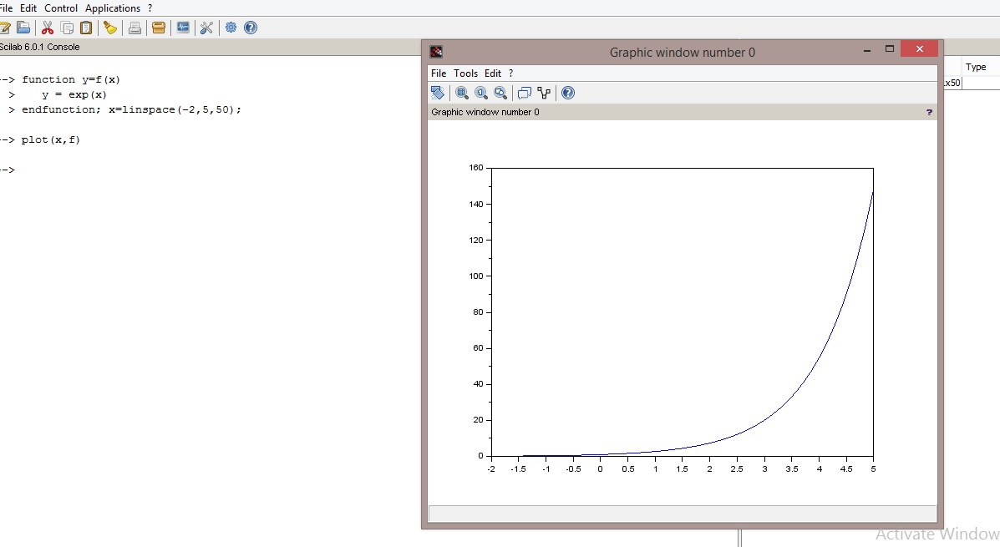 File Edit Control Applications ?
Scilab 6.0.1 Console
--> function y=f(x)
> y = exp(x)
> endfunction; x=linspace(-2,5,50);
--> plot(x,f)
-->
Graphic window number 0
File Tools Edit ?
Graphic window number 0 ?
Type
1x50
160
140
120
100
80
60
40
20
0
-2 -1.5 -1 -0.5 0 0.5 1 1.5 2 2.5 3 3.5 4 4.5 5
Activate Window